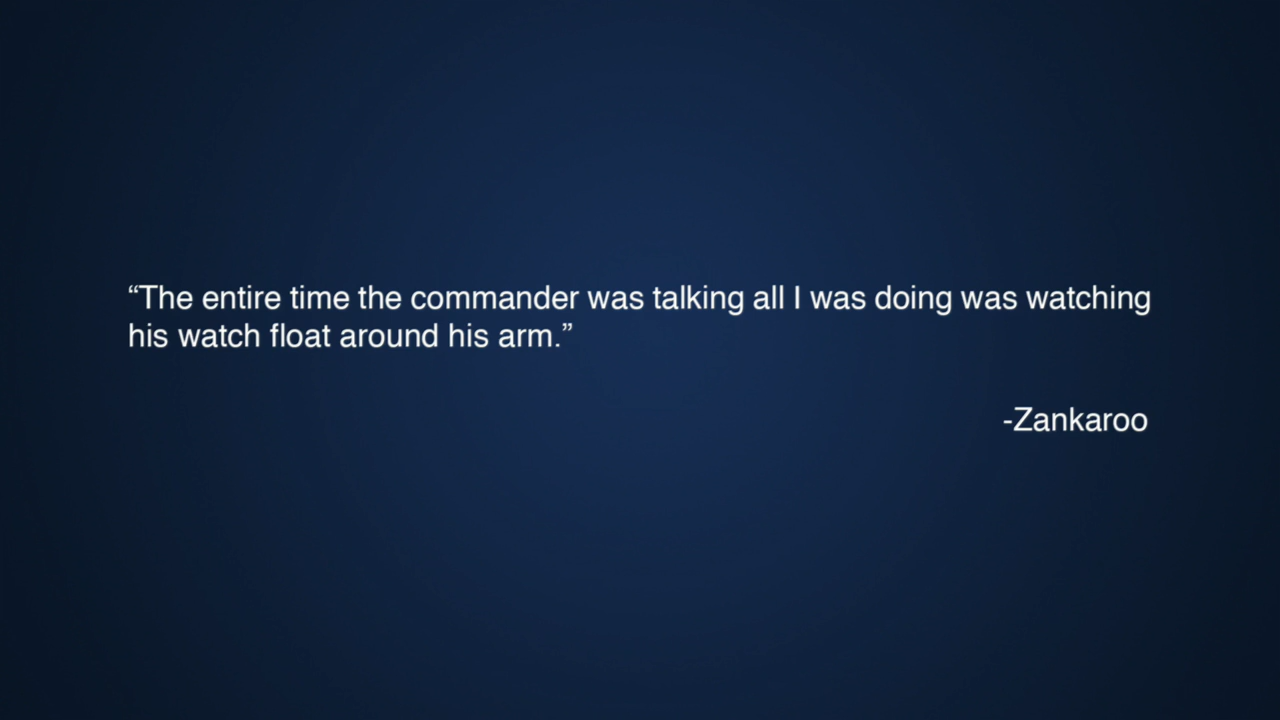 “The entire time the commander was talking all I was doing was watching
his watch float around his arm.”
-Zankaroo